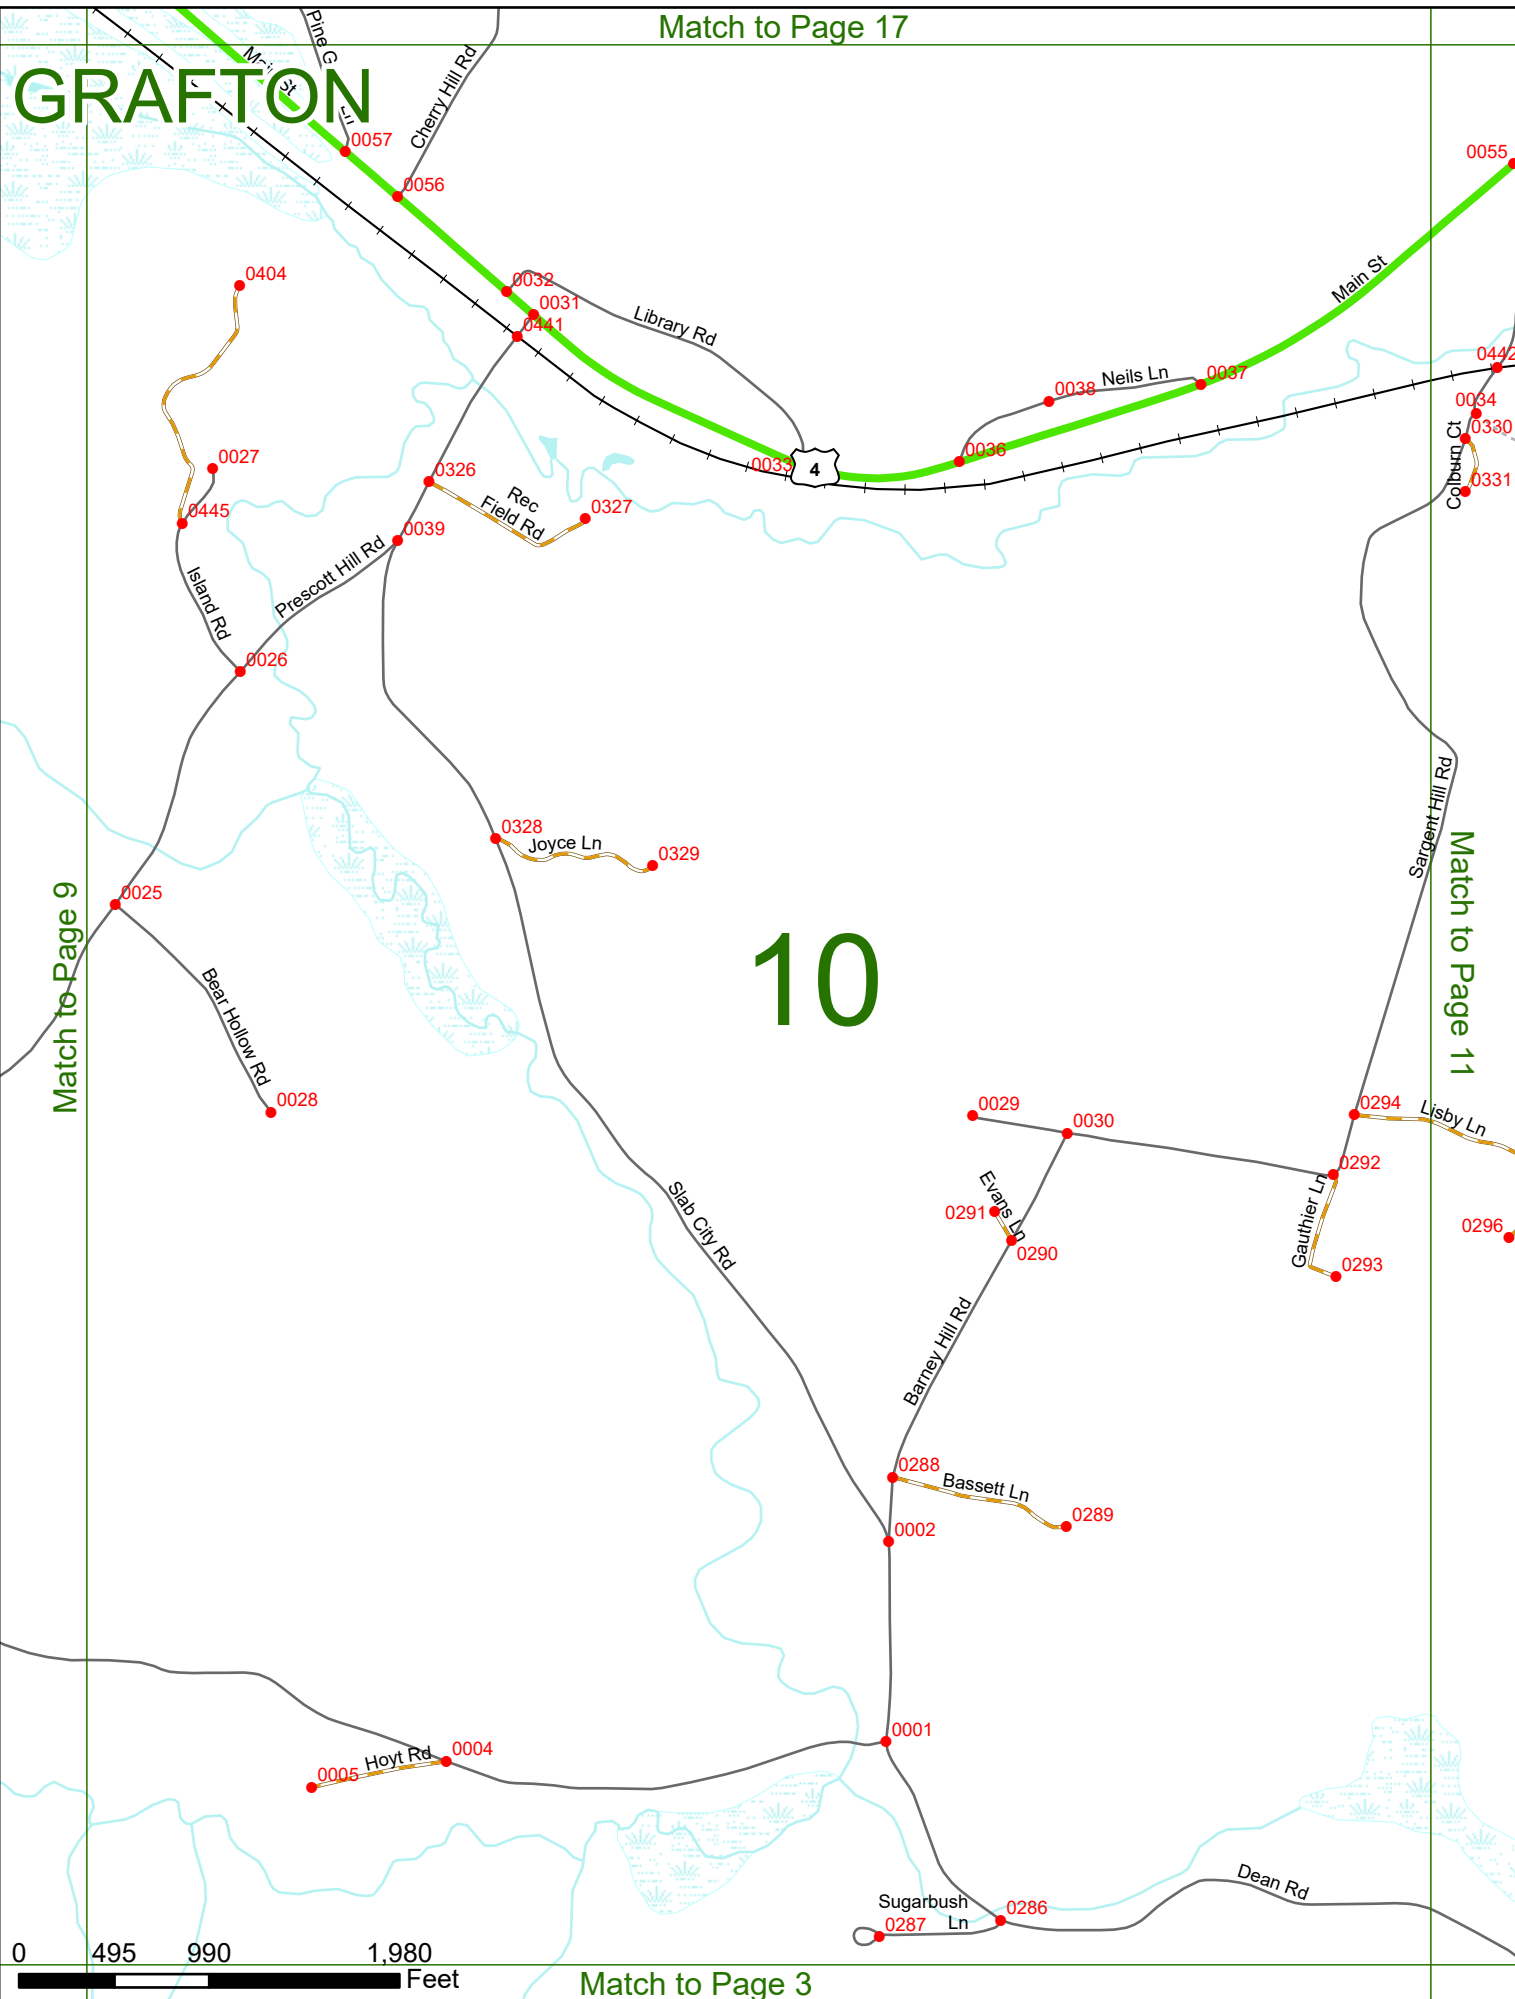 Match to Page 17
GRAFTON
Main St
Pine G
Ln
Cherry Hill Rd
0057
0056
0055
0404
0032
0031
0441
Library Rd
Main St
0442
0038
Neils Ln
0037
0034
0330
Colburn Ct
0331
0027
0326
Rec
Field Rd
0327
0033
4
0036
0445
0039
Island Rd
Prescott Hill Rd
0026
Sargent Hill Rd
0328
Joyce Ln
0329
Match to Page 9
0025
10
Match to Page 11
Bear Hollow Rd
0028
0029
0030
0294
Lisby Ln
0292
Evans Ln
0291
0290
Gauthier Ln
0293
0296
Slab City Rd
Barney Hill Rd
0288
Bassett Ln
0289
0002
0001
Hoyt Rd
0004
0005
Dean Rd
Sugarbush
Ln
0286
0287
0 495 990 1,980
Feet
Match to Page 3